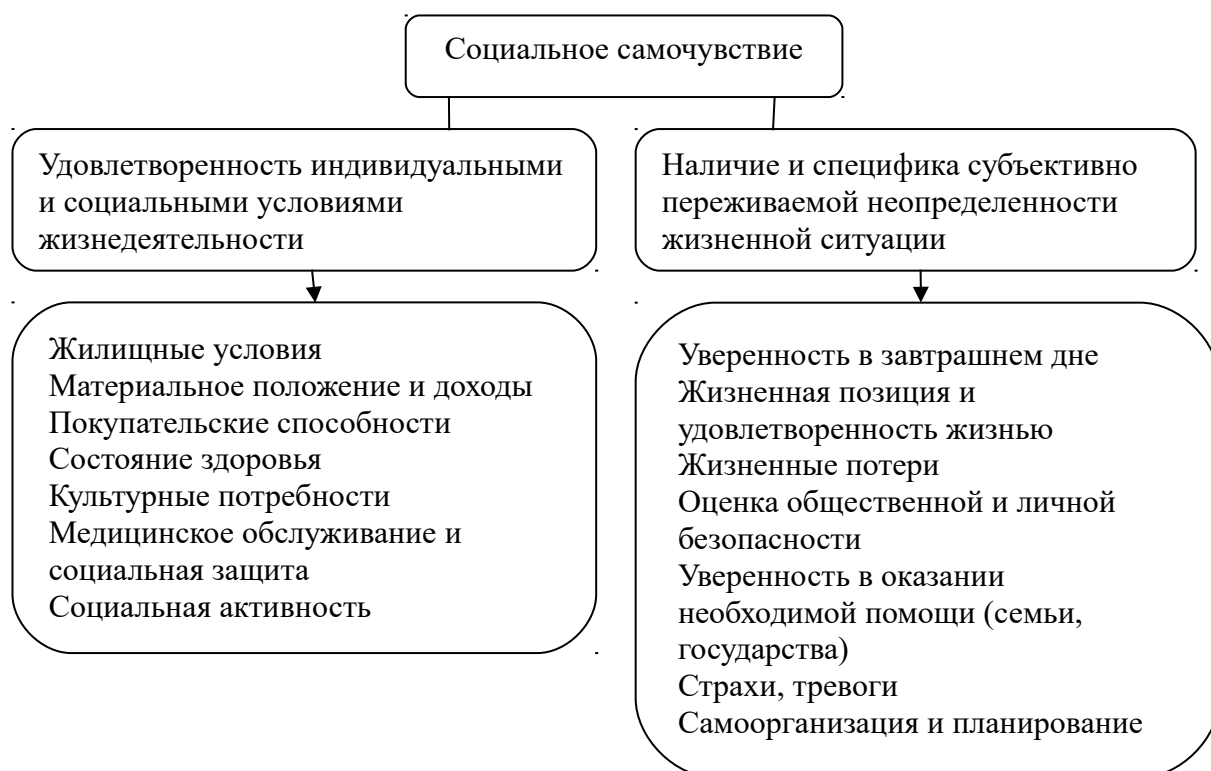 Социальное самочувствие
Удовлетворенность индивидуальными
и социальными условиями
жизнедеятельности
Наличие и специфика субъективно
переживаемой неопределенности
жизненной ситуации
Жилищные условия
Материальное положение и доходы
Покупательские способности
Состояние здоровья
Культурные потребности
Медицинское обслуживание и
социальная защита
Социальная активность
Уверенность в завтрашнем дне
Жизненная позиция и
удовлетворенность жизнью
Жизненные потери
Оценка общественной и личной
безопасности
Уверенность в оказании
необходимой помощи (семьи,
государства)
Страхи, тревоги
Самоорганизация и планирование